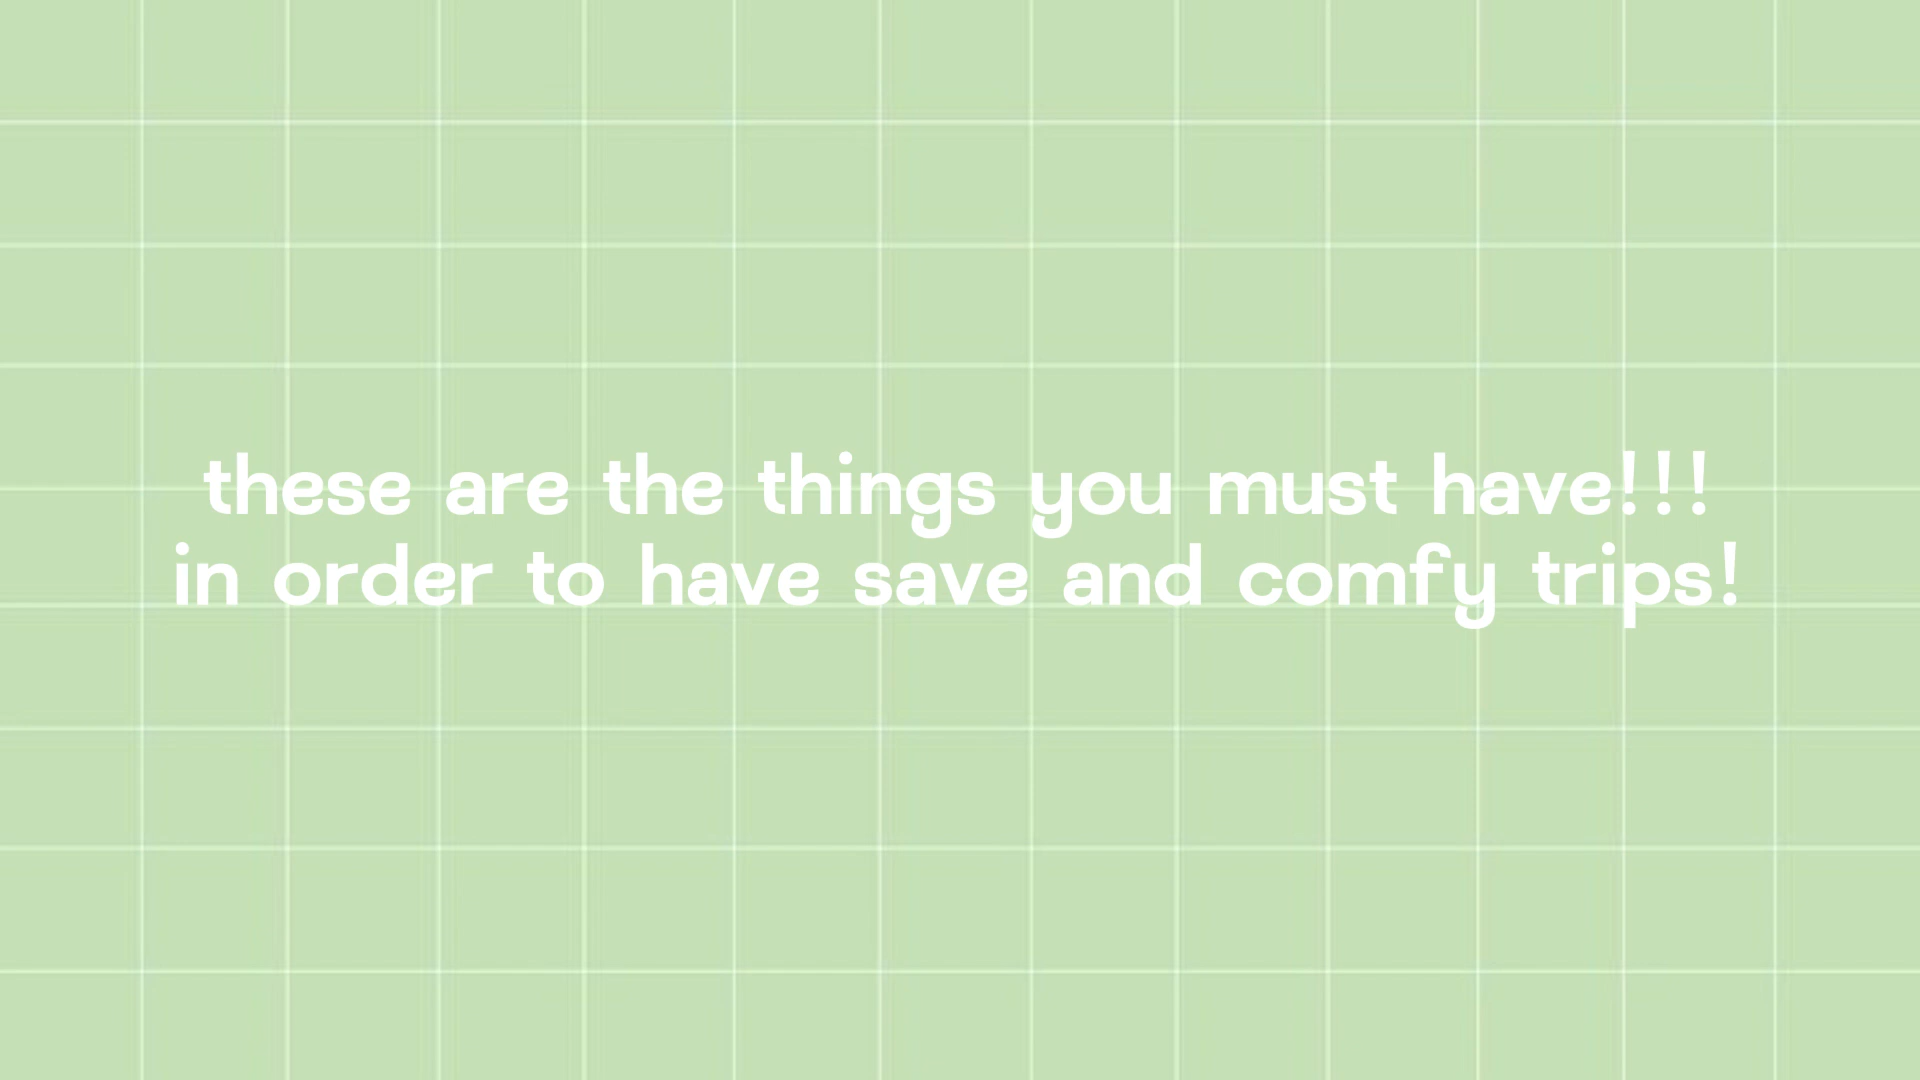 these are the things you must have!!!
in order to have save and comfy trips!